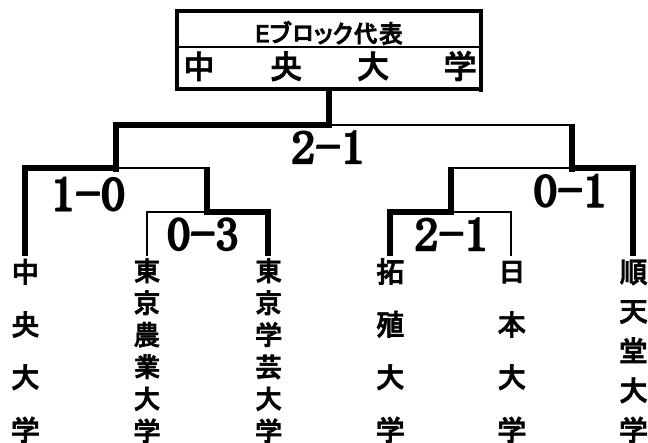 Eブロック代表
中央大学
2-1
1-0
0-1
0-3
2-1
中央大学
東京農業大学
東京学芸大学
拓殖大学
日本大学
順天堂大学